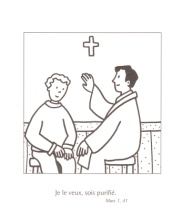 Je le veux, sois purifié.
Marc 1, 41